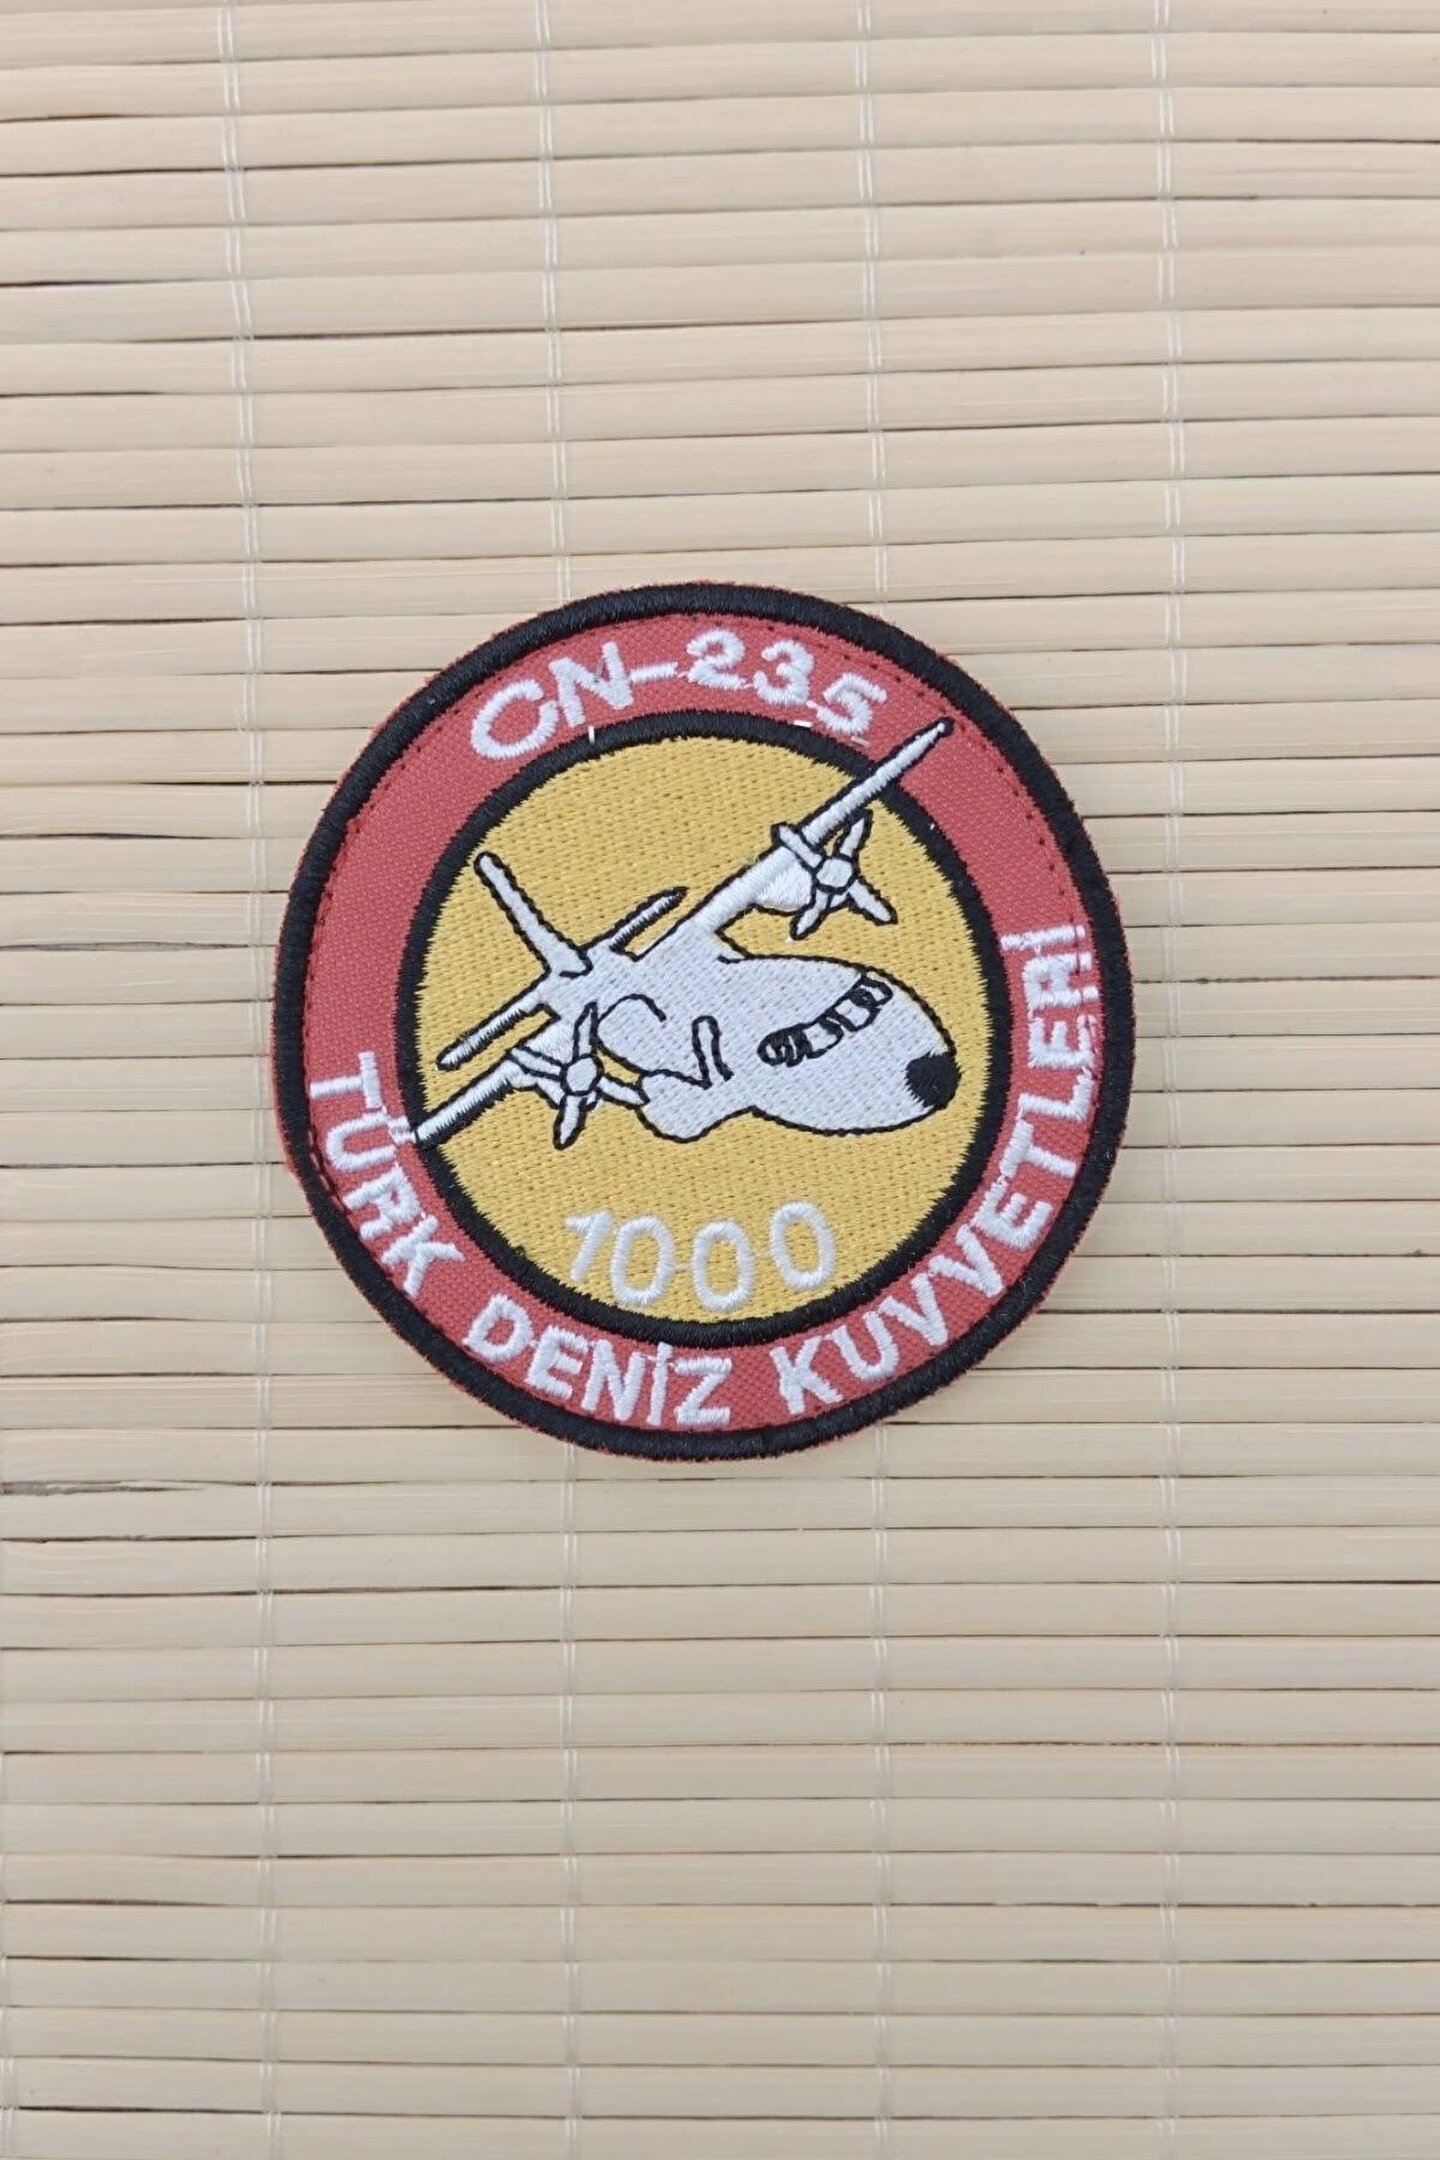 CN-235
1000
TÜRK DENİZ KUVVETLERİ